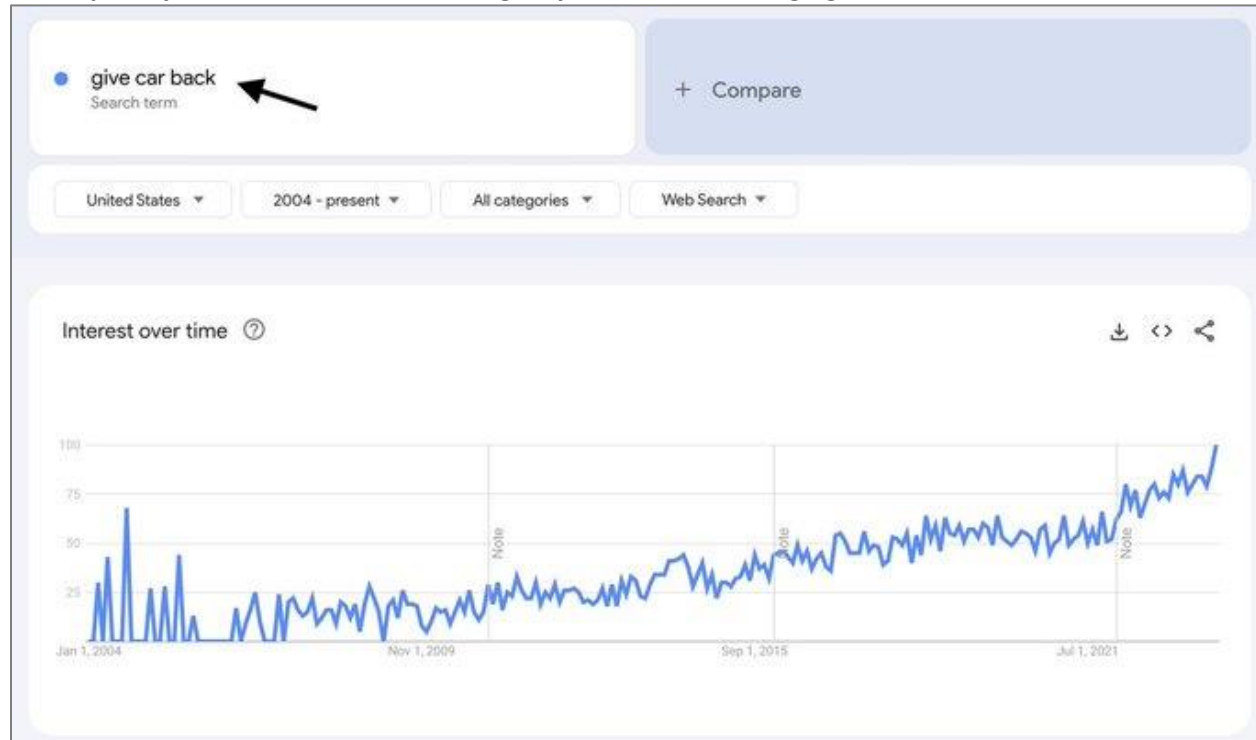 give car back
Search term
+ Compare
United States
2004 - present
All categories
Web Search
Interest over time
100
75
50
25
Note
Note
Note
Jan 1, 2004
Nov 1, 2009
Sep 1, 2015
Jul 1, 2021